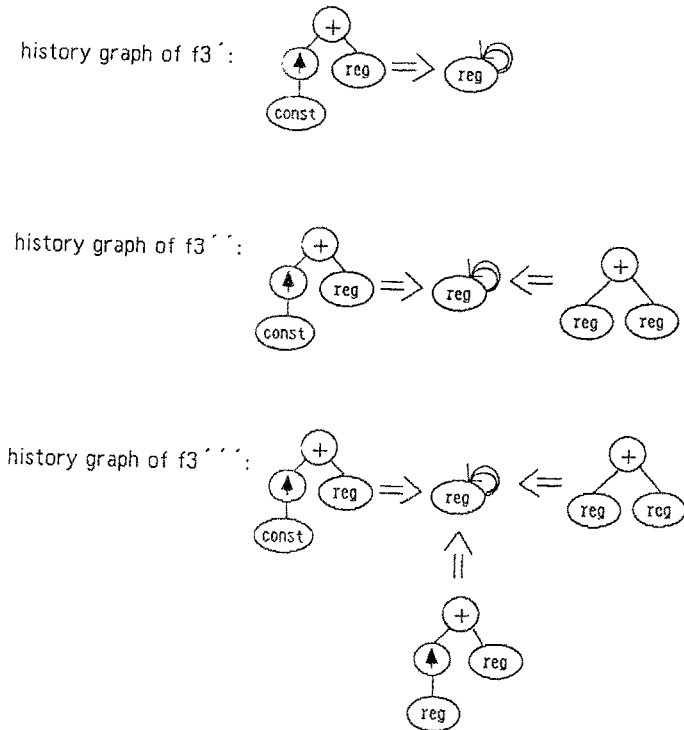 history graph of f3´:
+
reg
const
reg
history graph of f3´´:
+
reg
const
reg
+
reg reg
history graph of f3´´´:
+
reg
const
reg
+
reg reg
+
reg
reg